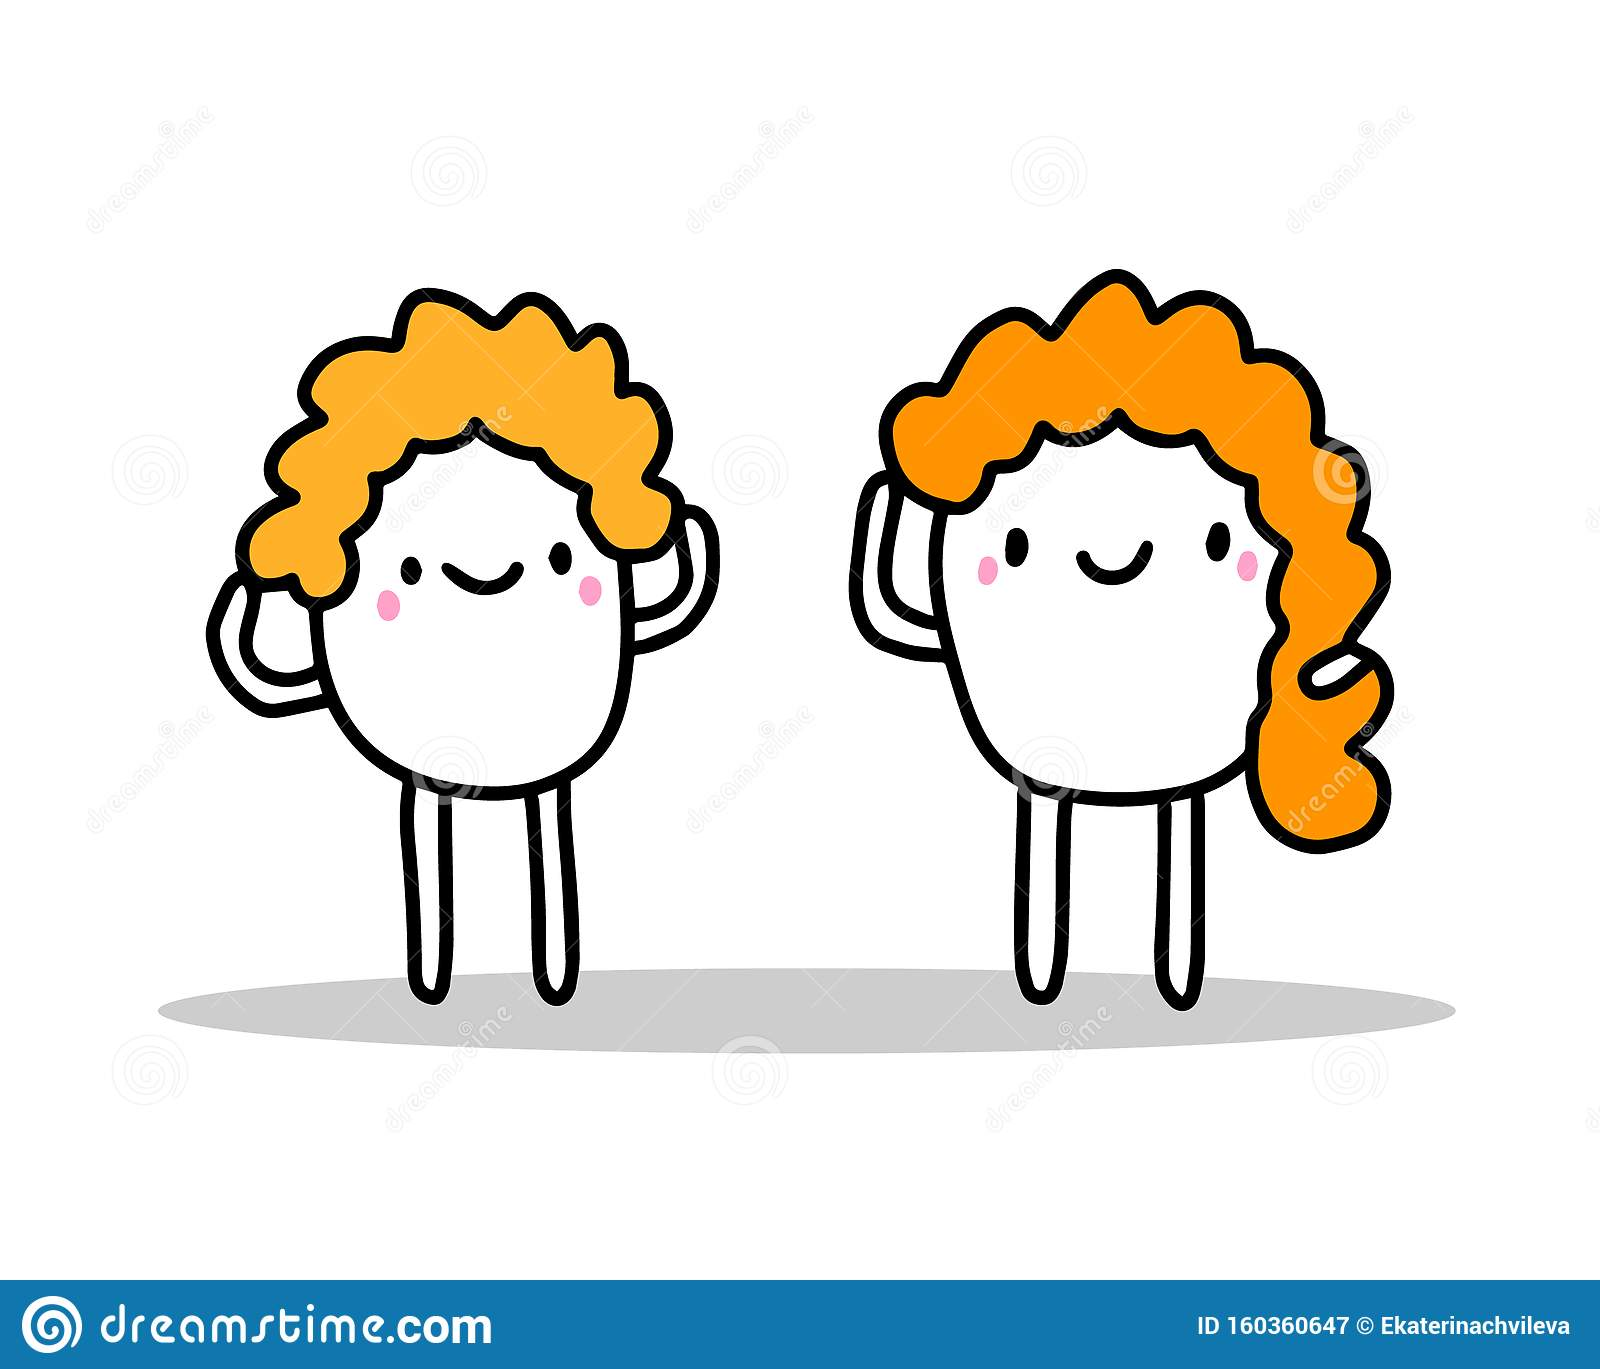 dreamstime.com
ID 160360647 © Ekaterinachvileva